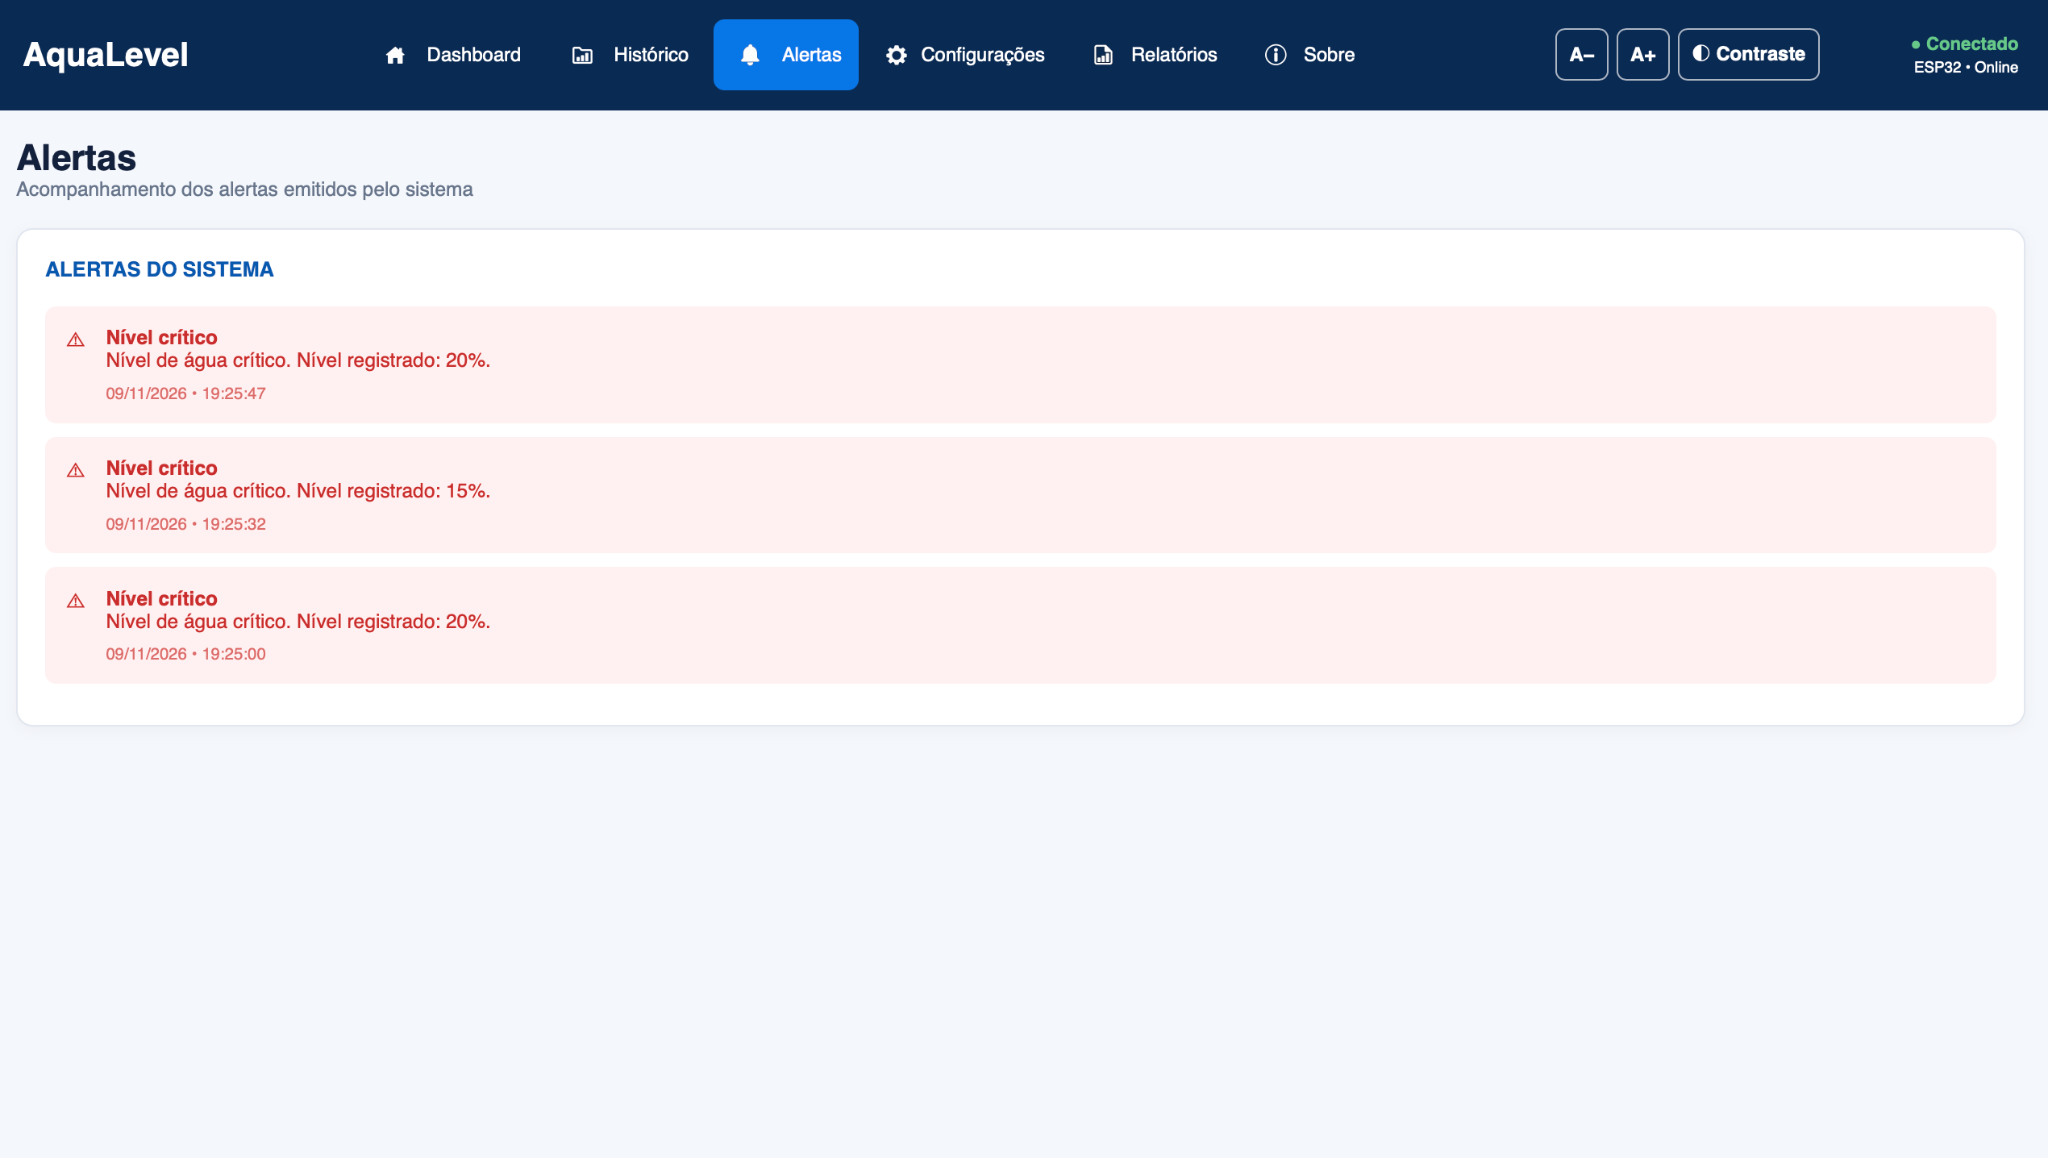 AquaLevel
Dashboard
Histórico
Alertas
Configurações
Relatórios
Sobre
A−
A+
Contraste
• Conectado
ESP32 • Online
Alertas
Acompanhamento dos alertas emitidos pelo sistema
ALERTAS DO SISTEMA
Nível crítico
Nível de água crítico. Nível registrado: 20%.
09/11/2026 • 19:25:47
Nível crítico
Nível de água crítico. Nível registrado: 15%.
09/11/2026 • 19:25:32
Nível crítico
Nível de água crítico. Nível registrado: 20%.
09/11/2026 • 19:25:00